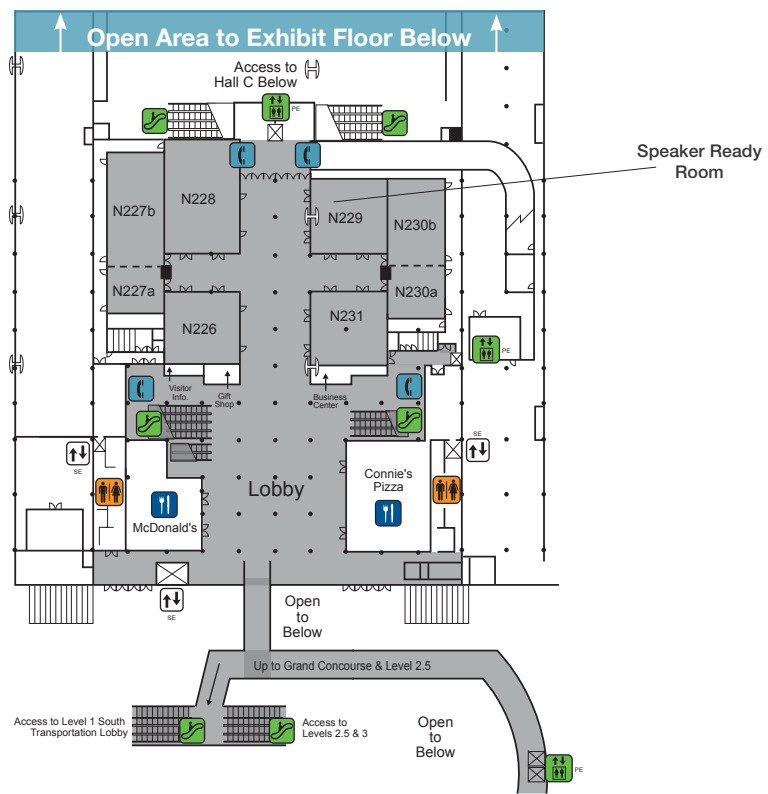 Open Area to Exhibit Floor Below
Access to
Hall C Below
PE
Speaker Ready
Room
N228
N229
N227b
N230b
N227a
N230a
N226
N231
PE
Visitor
Info.
Gift
Shop
Business
Center
SE
SE
Connie's
Pizza
Lobby
McDonald's
SE
Open
to
Below
Up to Grand Concourse & Level 2.5
Access to Level 1 South
Transportation Lobby
Access to
Levels 2.5 & 3
Open
to
Below
PE